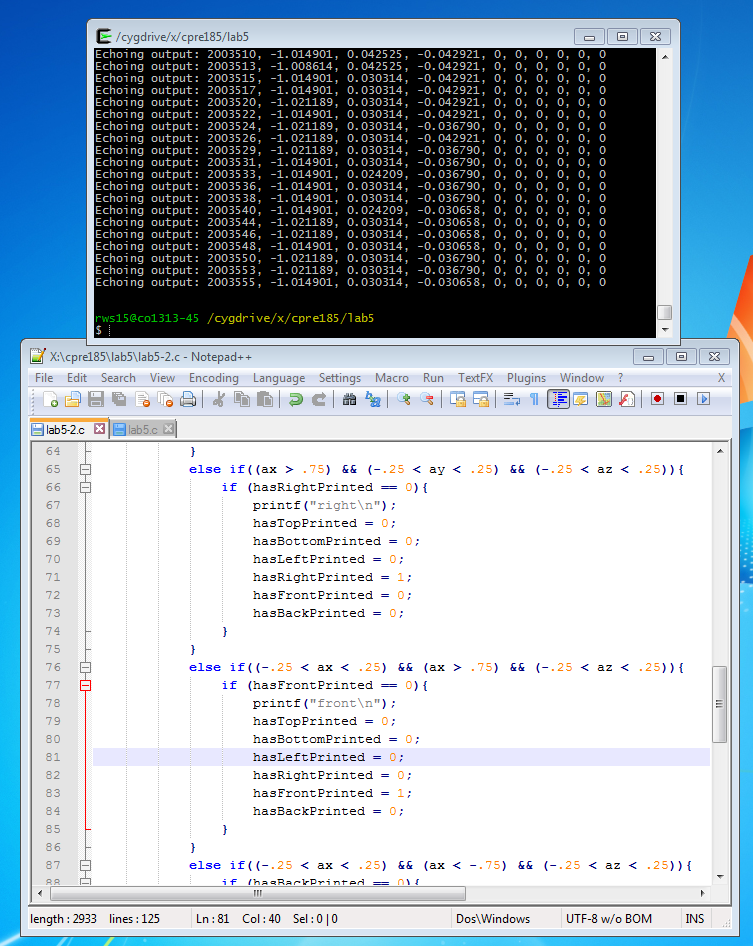 /cygdrive/x/cpre185/lab5
Echoing output: 2003510, -1.014901, 0.042525, -0.042921, 0, 0, 0, 0, 0, 0
Echoing output: 2003513, -1.008614, 0.042525, -0.042921, 0, 0, 0, 0, 0, 0
Echoing output: 2003515, -1.014901, 0.030314, -0.042921, 0, 0, 0, 0, 0, 0
Echoing output: 2003517, -1.014901, 0.030314, -0.042921, 0, 0, 0, 0, 0, 0
Echoing output: 2003520, -1.021189, 0.030314, -0.042921, 0, 0, 0, 0, 0, 0
Echoing output: 2003522, -1.014901, 0.030314, -0.042921, 0, 0, 0, 0, 0, 0
Echoing output: 2003524, -1.021189, 0.030314, -0.036790, 0, 0, 0, 0, 0, 0
Echoing output: 2003526, -1.021189, 0.030314, -0.042921, 0, 0, 0, 0, 0, 0
Echoing output: 2003529, -1.021189, 0.030314, -0.036790, 0, 0, 0, 0, 0, 0
Echoing output: 2003531, -1.014901, 0.030314, -0.036790, 0, 0, 0, 0, 0, 0
Echoing output: 2003533, -1.014901, 0.024209, -0.036790, 0, 0, 0, 0, 0, 0
Echoing output: 2003536, -1.014901, 0.030314, -0.036790, 0, 0, 0, 0, 0, 0
Echoing output: 2003538, -1.014901, 0.030314, -0.036790, 0, 0, 0, 0, 0, 0
Echoing output: 2003540, -1.014901, 0.024209, -0.030658, 0, 0, 0, 0, 0, 0
Echoing output: 2003544, -1.021189, 0.030314, -0.030658, 0, 0, 0, 0, 0, 0
Echoing output: 2003546, -1.021189, 0.030314, -0.030658, 0, 0, 0, 0, 0, 0
Echoing output: 2003548, -1.014901, 0.030314, -0.030658, 0, 0, 0, 0, 0, 0
Echoing output: 2003550, -1.021189, 0.030314, -0.036790, 0, 0, 0, 0, 0, 0
Echoing output: 2003553, -1.021189, 0.030314, -0.036790, 0, 0, 0, 0, 0, 0
Echoing output: 2003555, -1.014901, 0.030314, -0.030658, 0, 0, 0, 0, 0, 0
rws15@co1313-45 /cygdrive/x/cpre185/lab5
$
X:\cpre185\lab5\lab5-2.c - Notepad++
File Edit Search View Encoding Language Settings Macro Run TextFX Plugins Window ? X
lab5-2.c lab5.c
64 }
65 else if((ax > .75) && (-.25 < ay < .25) && (-.25 < az < .25)){
66 if (hasRightPrinted == 0){
67 printf("right\n");
68 hasTopPrinted = 0;
69 hasBottomPrinted = 0;
70 hasLeftPrinted = 0;
71 hasRightPrinted = 1;
72 hasFrontPrinted = 0;
73 hasBackPrinted = 0;
74 }
75 }
76 else if((-.25 < ax < .25) && (ax > .75) && (-.25 < az < .25)){
77 if (hasFrontPrinted == 0){
78 printf("front\n");
79 hasTopPrinted = 0;
80 hasBottomPrinted = 0;
81 hasLeftPrinted = 0;
82 hasRightPrinted = 0;
83 hasFrontPrinted = 1;
84 hasBackPrinted = 0;
85 }
86 }
87 else if((-.25 < ax < .25) && (ax < -.75) && (-.25 < az < .25)){
88 if (hasBackPrinted == 0){
length : 2933 lines : 125 Ln : 81 Col : 40 Sel : 0 | 0 Dos\Windows UTF-8 w/o BOM INS